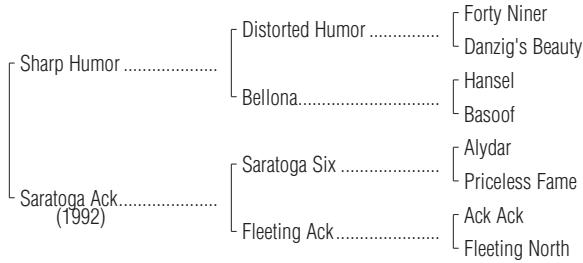 Forty Niner
Distorted Humor ...............
Danzig's Beauty
Sharp Humor ....................
Hansel
Bellona..............................
Basoof
Alydar
Saratoga Six .....................
Priceless Fame
Saratoga Ack.....................
(1992)
Ack Ack
Fleeting Ack......................
Fleeting North